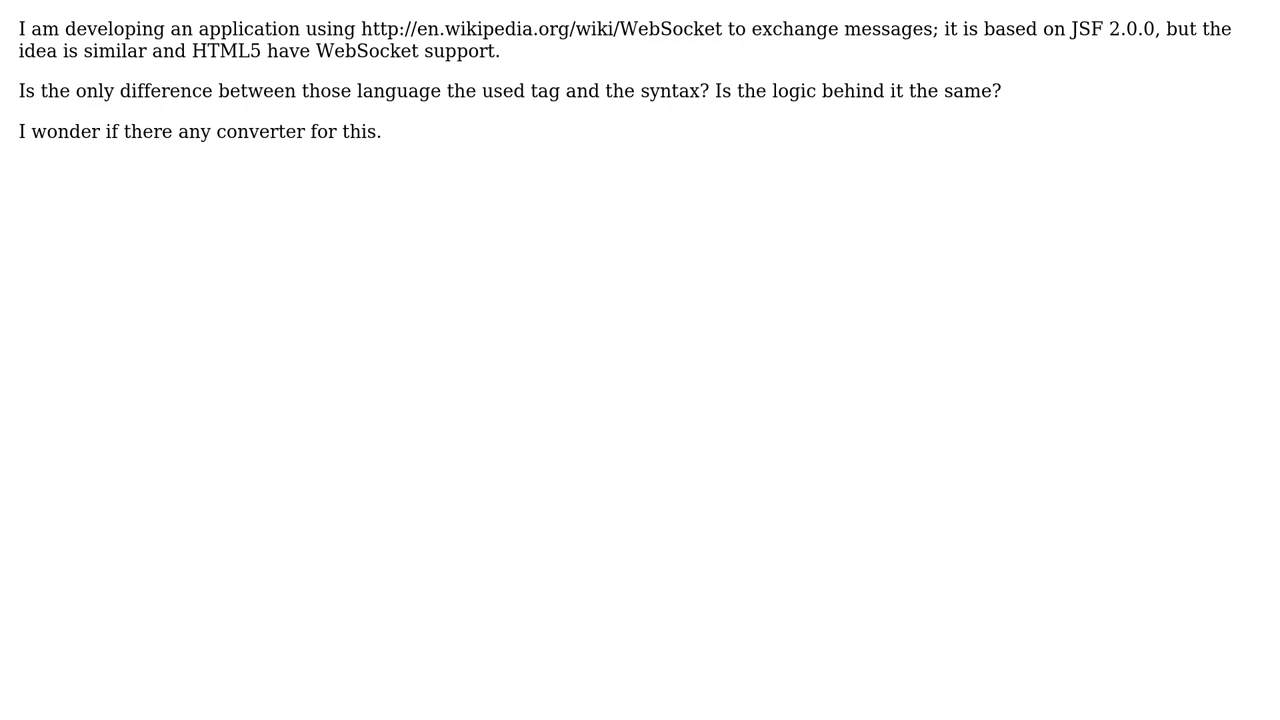 I am developing an application using http://en.wikipedia.org/wiki/WebSocket to exchange messages; it is based on JSF 2.0.0, but the
idea is similar and HTML5 have WebSocket support.
Is the only difference between those language the used tag and the syntax? Is the logic behind it the same?
I wonder if there any converter for this.